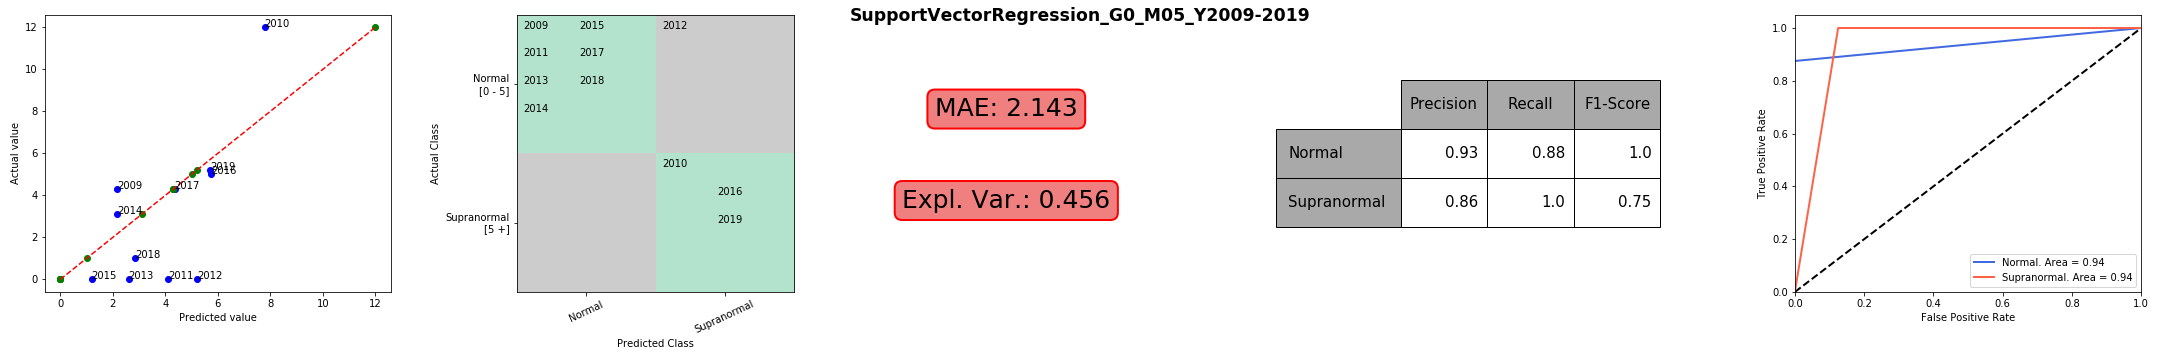 SupportVectorRegression_G0_M05_Y2009-2019
12
10
8
6
4
2
0
Actual value
2010
2019
2016
2009
2017
2014
2018
2015
2013
2011
2012
0
2
4
6
8
10
12
Predicted value
Actual Class
Normal
[0 - 5]
Supranormal
[5 +]
2009 2015 2012
2011 2017
2013 2018
2014
2010
2016
2019
Normal
Supranormal
Predicted Class
MAE: 2.143
Expl. Var.: 0.456
Precision Recall F1-Score
Normal 0.93 0.88 1.0
Supranormal 0.86 1.0 0.75
1.0
0.8
0.6
0.4
0.2
0.0
True Positive Rate
Normal. Area = 0.94
Supranormal. Area = 0.94
0.0
0.2
0.4
0.6
0.8
1.0
False Positive Rate